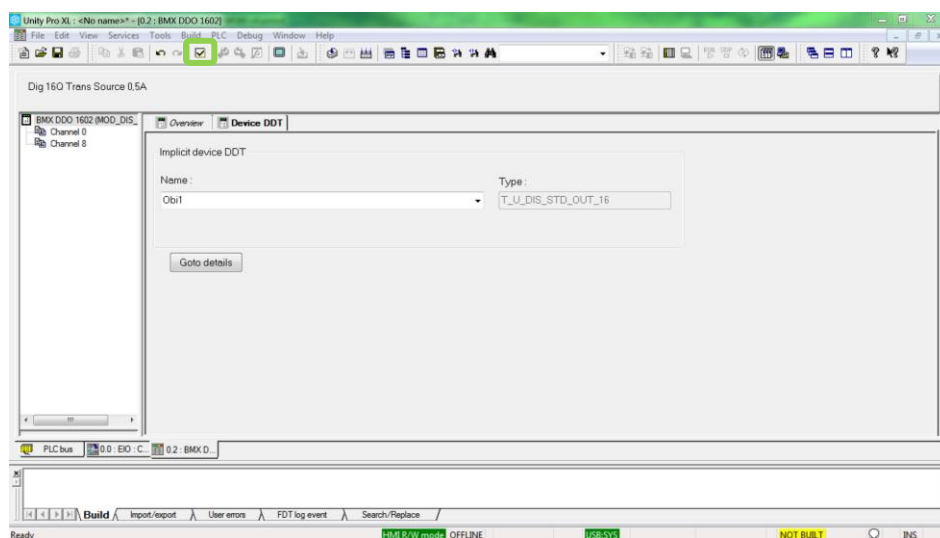 Unity Pro XL : <No name>* - [0.2 : BMX DDO 1602]
File Edit View Services Tools Build PLC Debug Window Help
Dig 16Q Trans Source 0,5A
BMX DDO 1602 (MOD_DIS_
Channel 0
Channel 8
Overview Device DDT
Implicit device DDT
Name : Type :
Obi1 T_U_DIS_STD_OUT_16
Goto details
PLC bus 0.0 : EIO : C... 0.2 : BMX D...
Build Import/export User errors FDT log event Search/Replace
Ready HMI R/W mode OFFLINE USB:SYS NOT BUILT INS